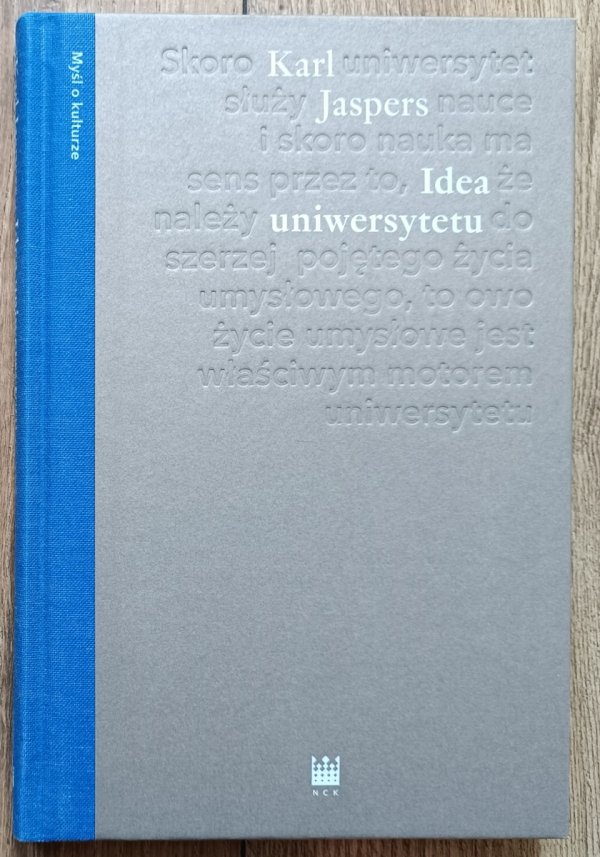 Myśl o kulturze
Skoro Karl uniwersytet
służy Jaspers nauce
i skoro nauka ma
sens przez to, Idea że
należy uniwersytetu do
szerzej pojętego życia
umysłowego, to owo
życie umysłowe jest
właściwym motorem
uniwersytetu
NCK